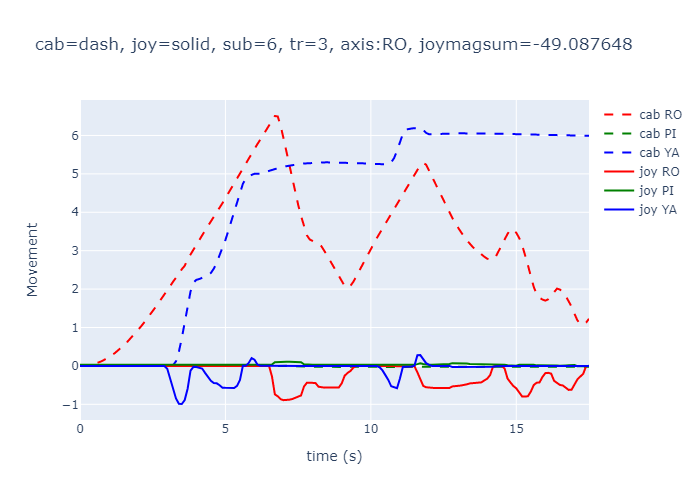 cab=dash, joy=solid, sub=6, tr=3, axis:RO, joymagsum=-49.087648
cab RO
cab PI
cab YA
joy RO
joy PI
joy YA
Movement
6
5
4
3
2
1
0
−1
0
5
10
15
time (s)